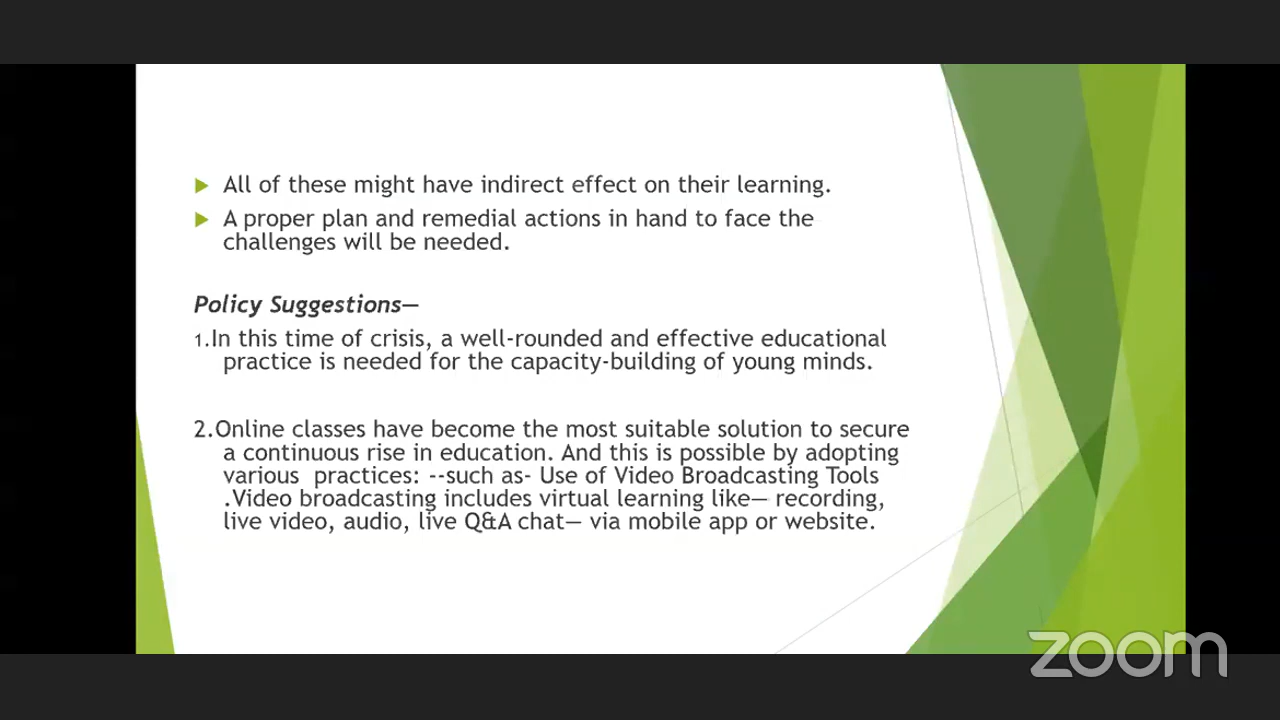 All of these might have indirect effect on their learning.
A proper plan and remedial actions in hand to face the
challenges will be needed.
Policy Suggestions—
1.In this time of crisis, a well-rounded and effective educational
practice is needed for the capacity-building of young minds.
2.Online classes have become the most suitable solution to secure
a continuous rise in education. And this is possible by adopting
various  practices: --such as- Use of Video Broadcasting Tools
.Video broadcasting includes virtual learning like— recording,
live video, audio, live Q&A chat— via mobile app or website.
zoom